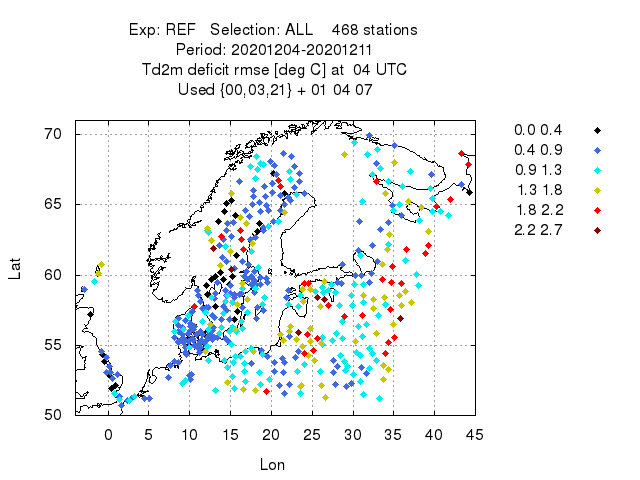 Exp: REF   Selection: ALL    468 stations
Period: 20201204-20201211
Td2m deficit rmse [deg C] at  04 UTC
Used {00,03,21} + 01 04 07
0.0 0.4
0.4 0.9
0.9 1.3
1.3 1.8
1.8 2.2
2.2 2.7
70
65
60
55
50
Lat
0 5 10 15 20 25 30 35 40 45
Lon